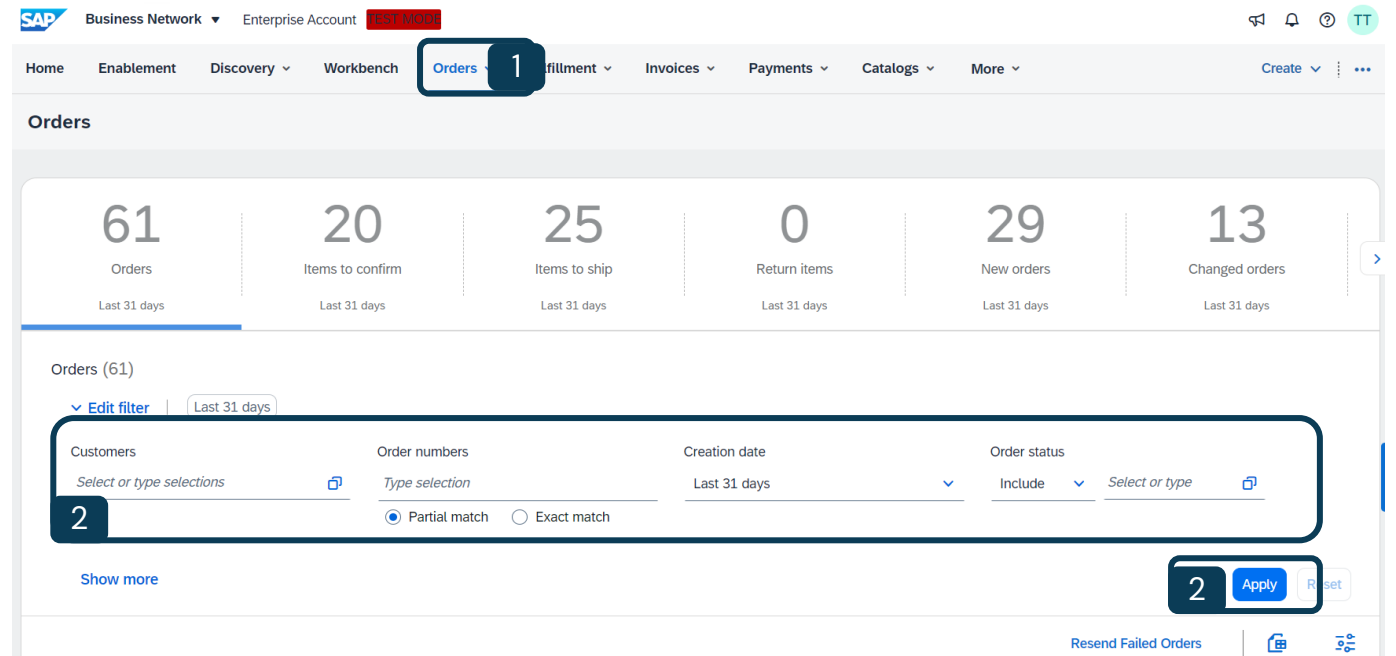 SAP Business Network Enterprise Account TEST MODE TT
Home Enablement Discovery Workbench Orders 1 fillment Invoices Payments Catalogs More Create
Orders
61 20 25 0 29 13
Orders Items to confirm Items to ship Return items New orders Changed orders
Last 31 days Last 31 days Last 31 days Last 31 days Last 31 days Last 31 days
Orders (61)
Edit filter Last 31 days
Customers Order numbers Creation date Order status
Select or type selections Type selection Last 31 days Include Select or type
2 Partial match Exact match
Show more 2 Apply Reset
Resend Failed Orders